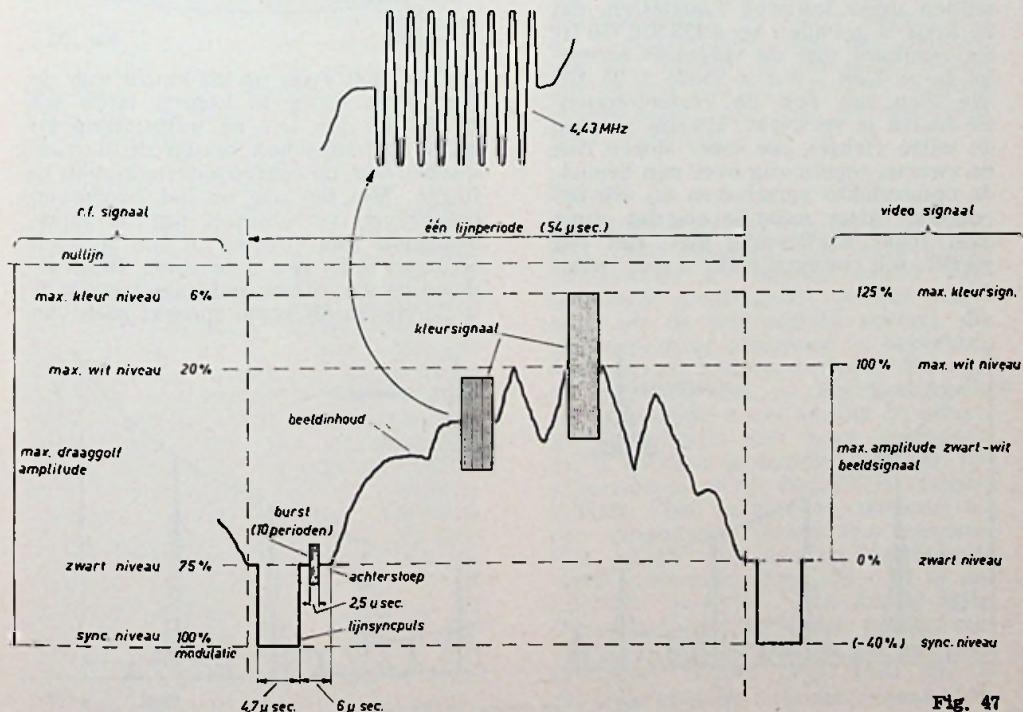 4,43 MHz
r.f. signaal
video signaal
één lijnperiode (54 µsec.)
nullijn
max. kleur niveau 6%
125% max. kleursign.
kleursignaal
max. wit niveau 20%
100% max. wit niveau
beeldinhoud
max. draaggolf
amplitude
max. amplitude zwart-wit
beeldsignaal
burst
(10 perioden)
zwart niveau 75%
0% zwart niveau
achterstoep
2,5 µ sec.
lijnsyncpuls
sync. niveau 100%
modulatie
(-40%) sync. niveau
4,7 µ sec. 6 µ sec.
Fig. 47